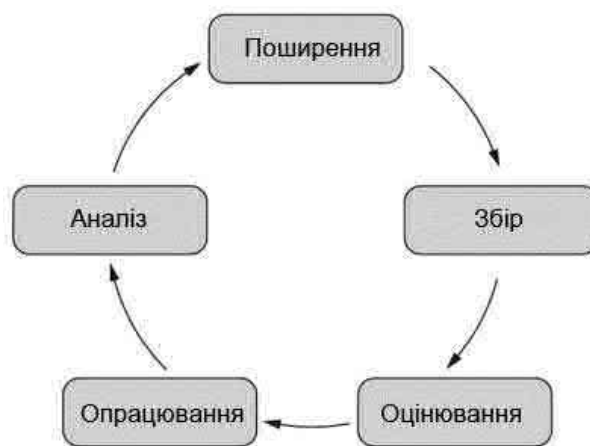 Поширення
Збір
Оцінювання
Опрацювання
Аналіз